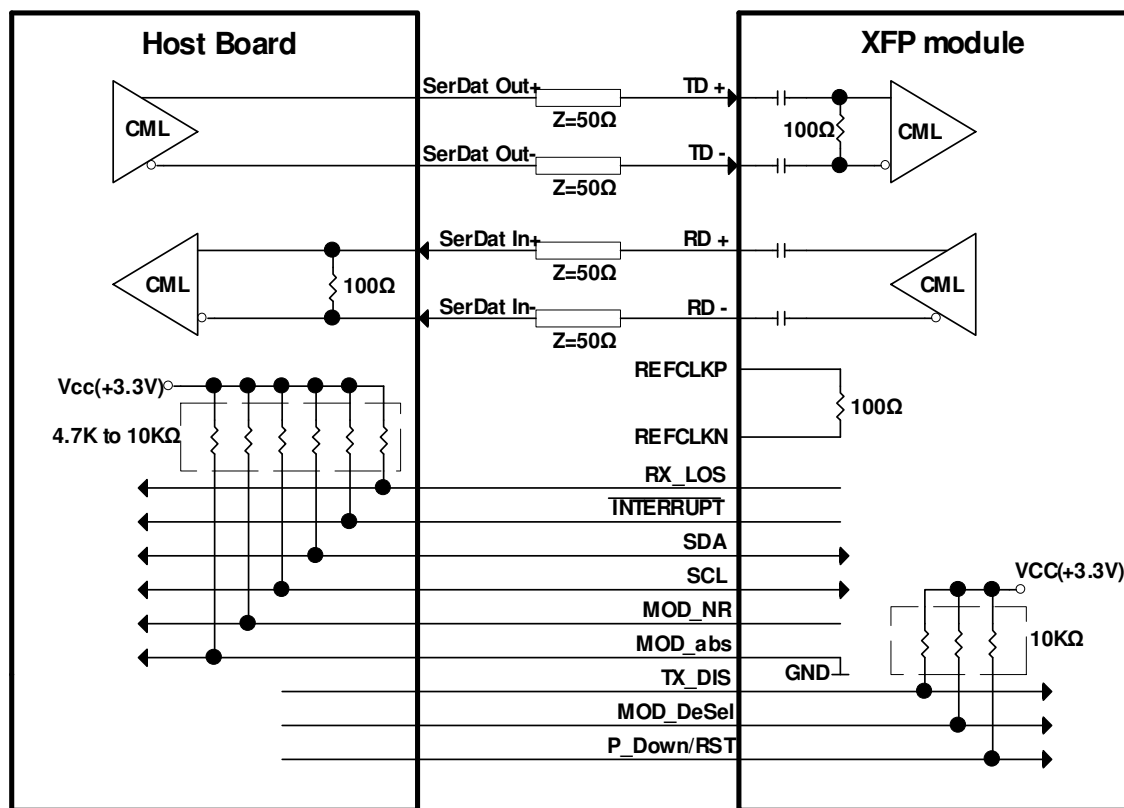 Host Board
XFP module
CML
SerDat Out+
Z=50Ω
TD +
100Ω
CML
SerDat Out-
Z=50Ω
TD -
CML
100Ω
SerDat In+
Z=50Ω
RD +
CML
SerDat In-
Z=50Ω
RD -
Vcc(+3.3V)
4.7K to 10KΩ
REFCLKP
100Ω
REFCLKN
RX_LOS
INTERRUPT
SDA
SCL
VCC(+3.3V)
MOD_NR
10KΩ
MOD_abs
GND
TX_DIS
MOD_DeSel
P_Down/RST